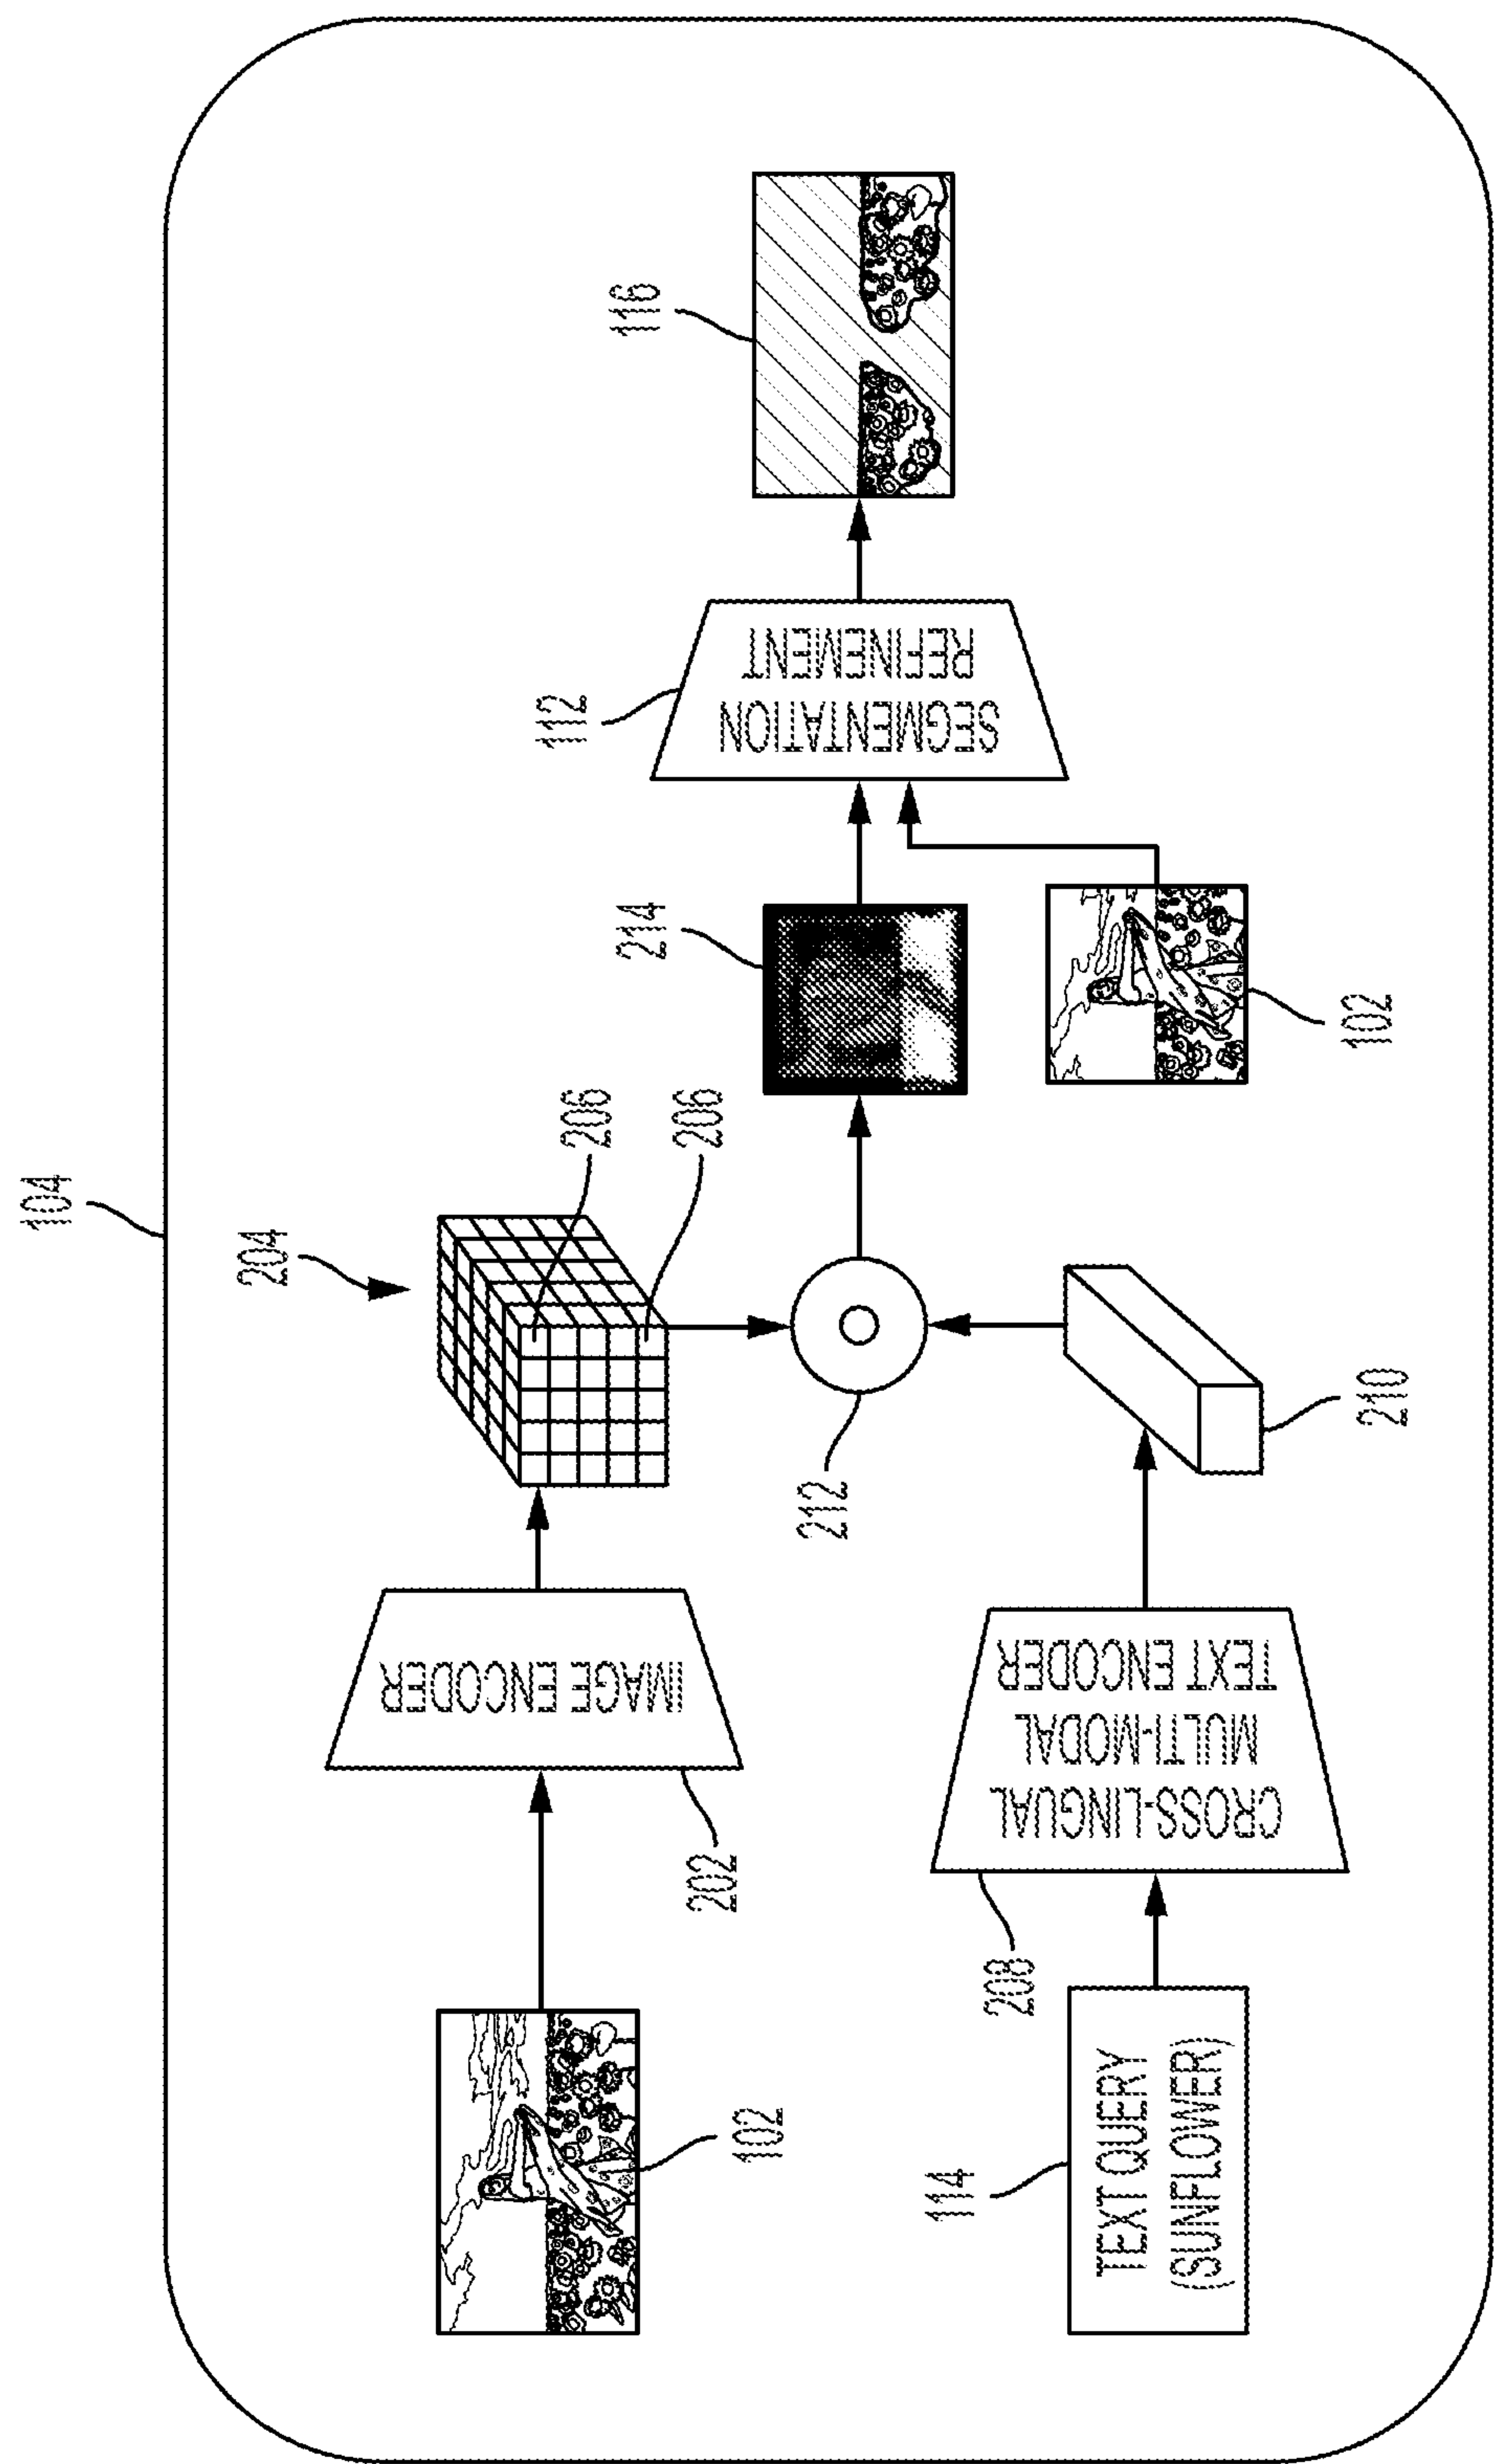 104
204
206
206
116
112
SEGMENTATION
REFINEMENT
214
IMAGE ENCODER
202
102
212
102
208
CROSS-LINGUAL
MULTI-MODAL
TEXT ENCODER
210
114
TEXT QUERY
(SUNFLOWER)